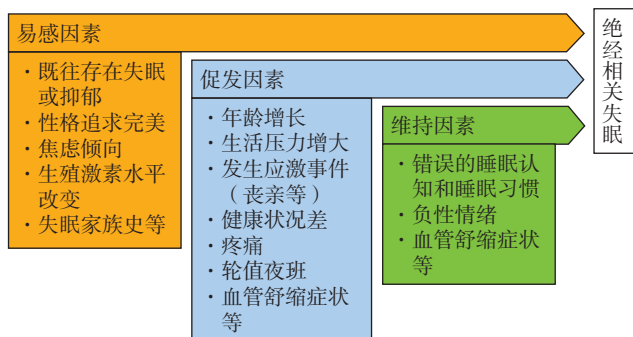 易感因素
·既往存在失眠
或抑郁
·性格追求完美
·焦虑倾向
·生殖激素水平
改变
·失眠家族史等
促发因素
·年龄增长
·生活压力增大
·发生应激事件
（丧亲等）
·健康状况差
·疼痛
·轮值夜班
·血管舒缩症状
等
维持因素
·错误的睡眠认
知和睡眠习惯
·负性情绪
·血管舒缩症状
等
绝经相关失眠